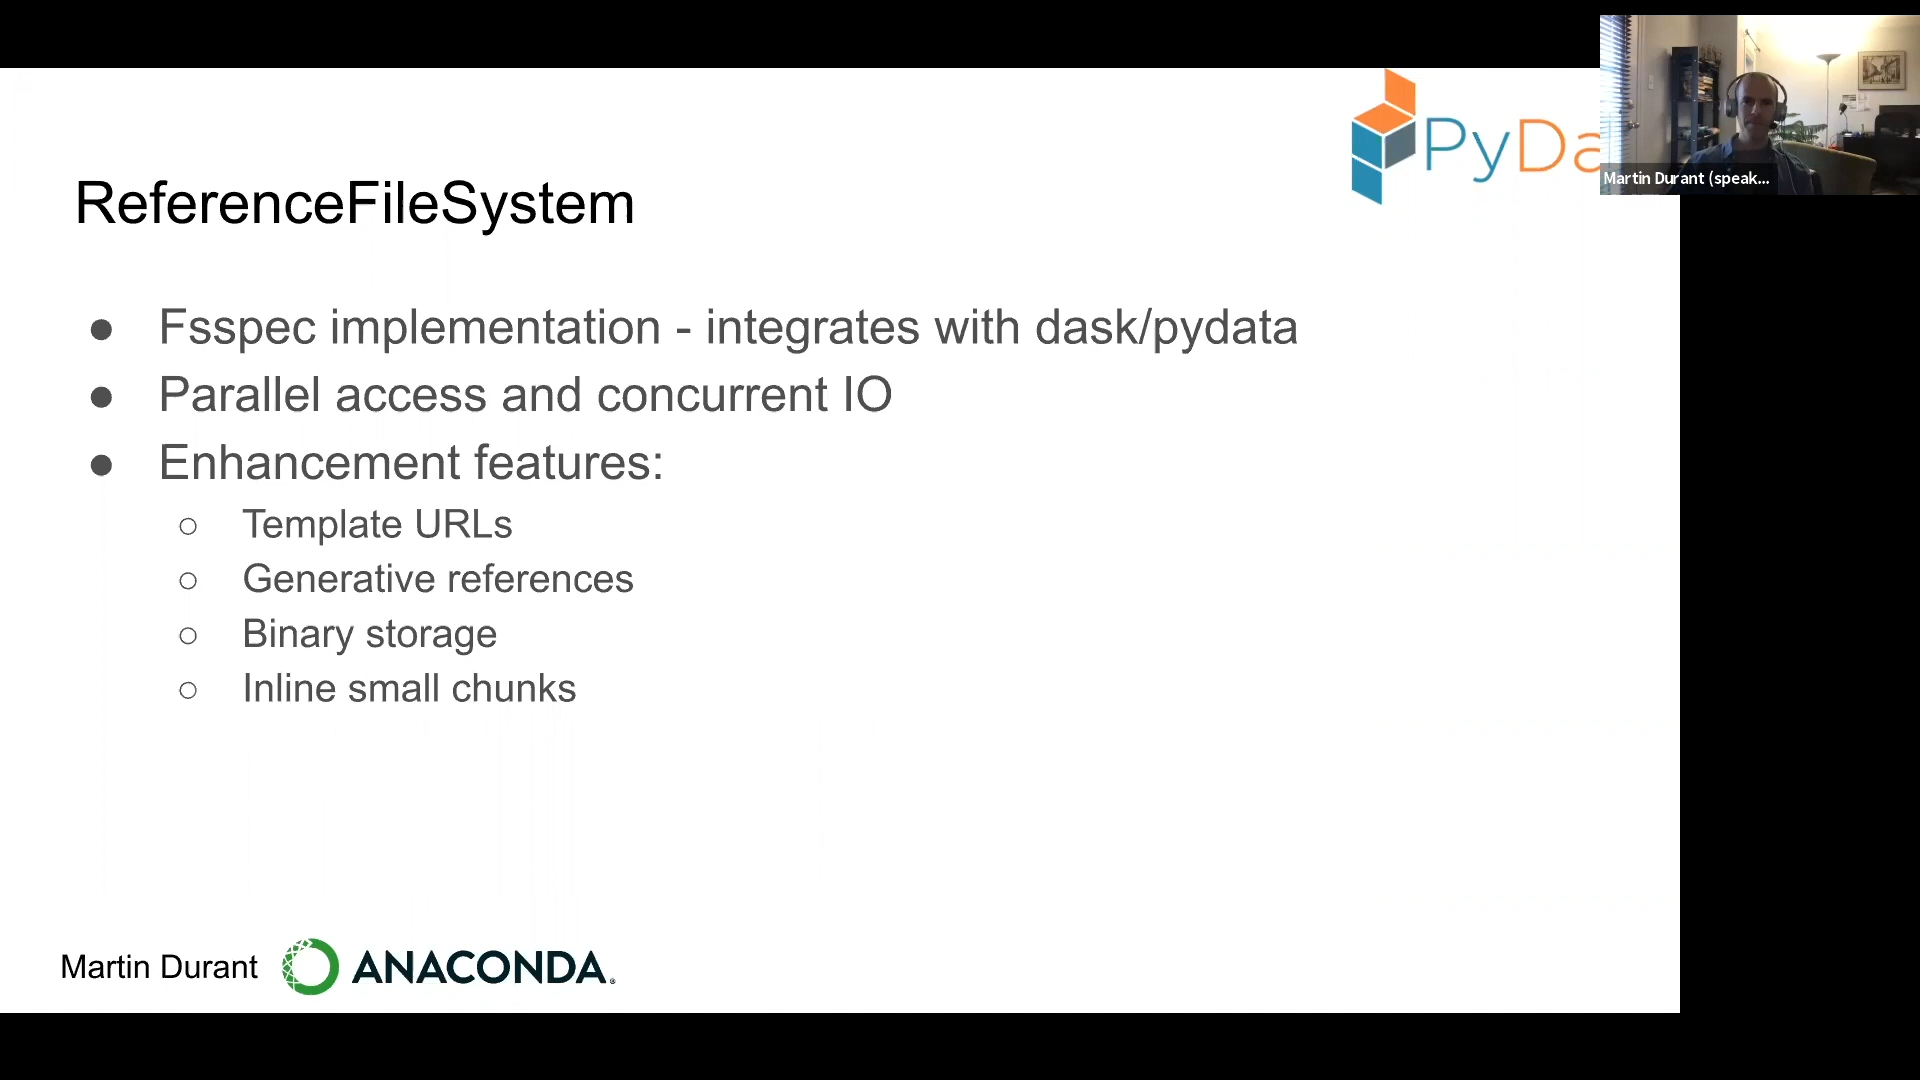 PyDa
Martin Durant (speak...
ReferenceFileSystem
● Fsspec implementation - integrates with dask/pydata
● Parallel access and concurrent IO
● Enhancement features:
○ Template URLs
○ Generative references
○ Binary storage
○ Inline small chunks
Martin Durant
ANACONDA®